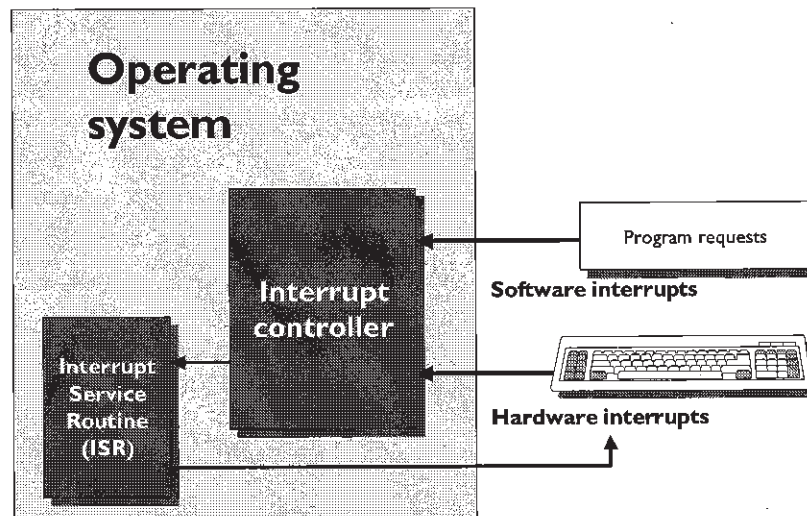 Operating
system
Program requests
Software interrupts
Interrupt
controller
Interrupt
Service
Routine
(ISR)
Hardware interrupts